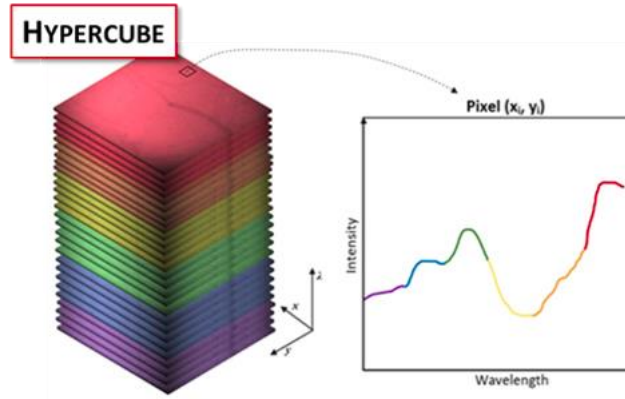 HYPERCUBE
Pixel (xᵢ, yᵢ)
Intensity
λ
x
y
Wavelength